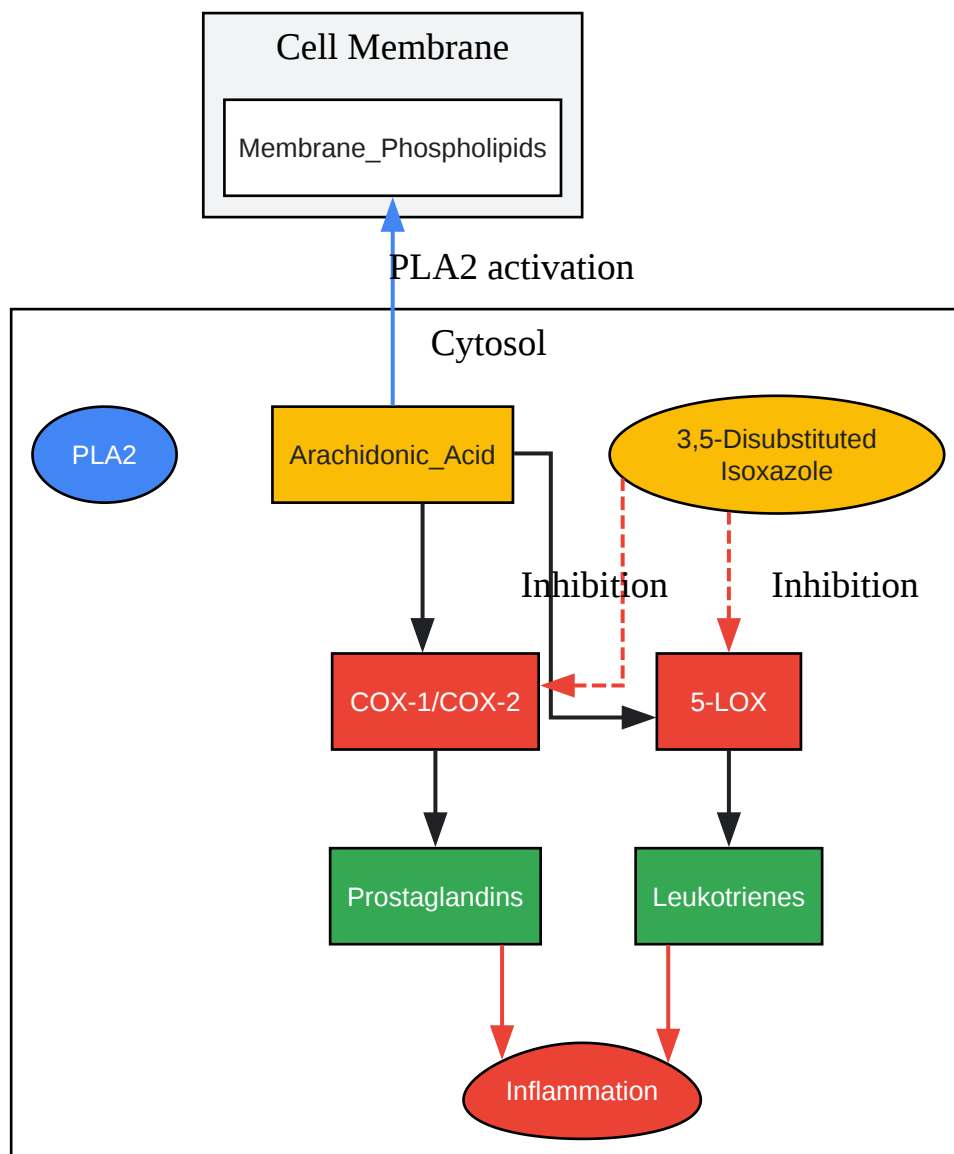 Cell Membrane
Membrane_Phospholipids
PLA2 activation
Cytosol
PLA2
Arachidonic_Acid
3,5-Disubstituted
Isoxazole
Inhibition
Inhibition
COX-1/COX-2
5-LOX
Prostaglandins
Leukotrienes
Inflammation